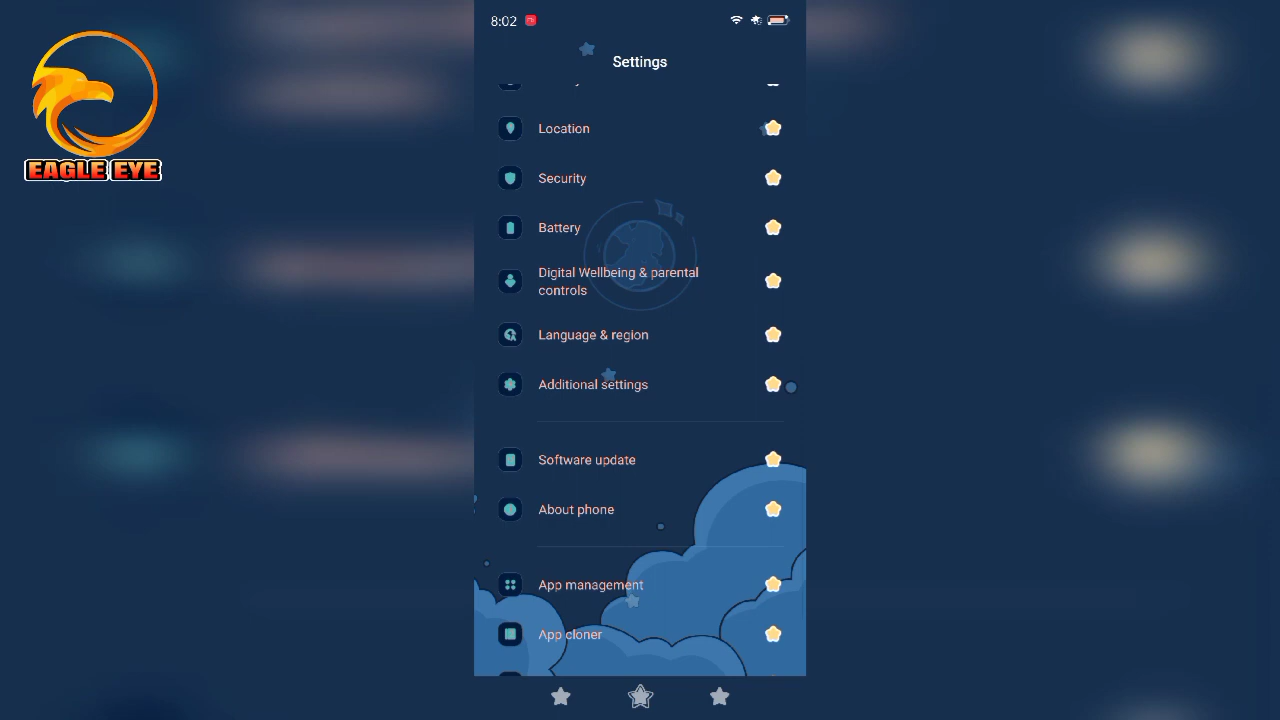 8:02
Settings
EAGLE EYE
Location
Security
Battery
Digital Wellbeing & parental
controls
Language & region
Additional settings
Software update
About phone
App management
App cloner